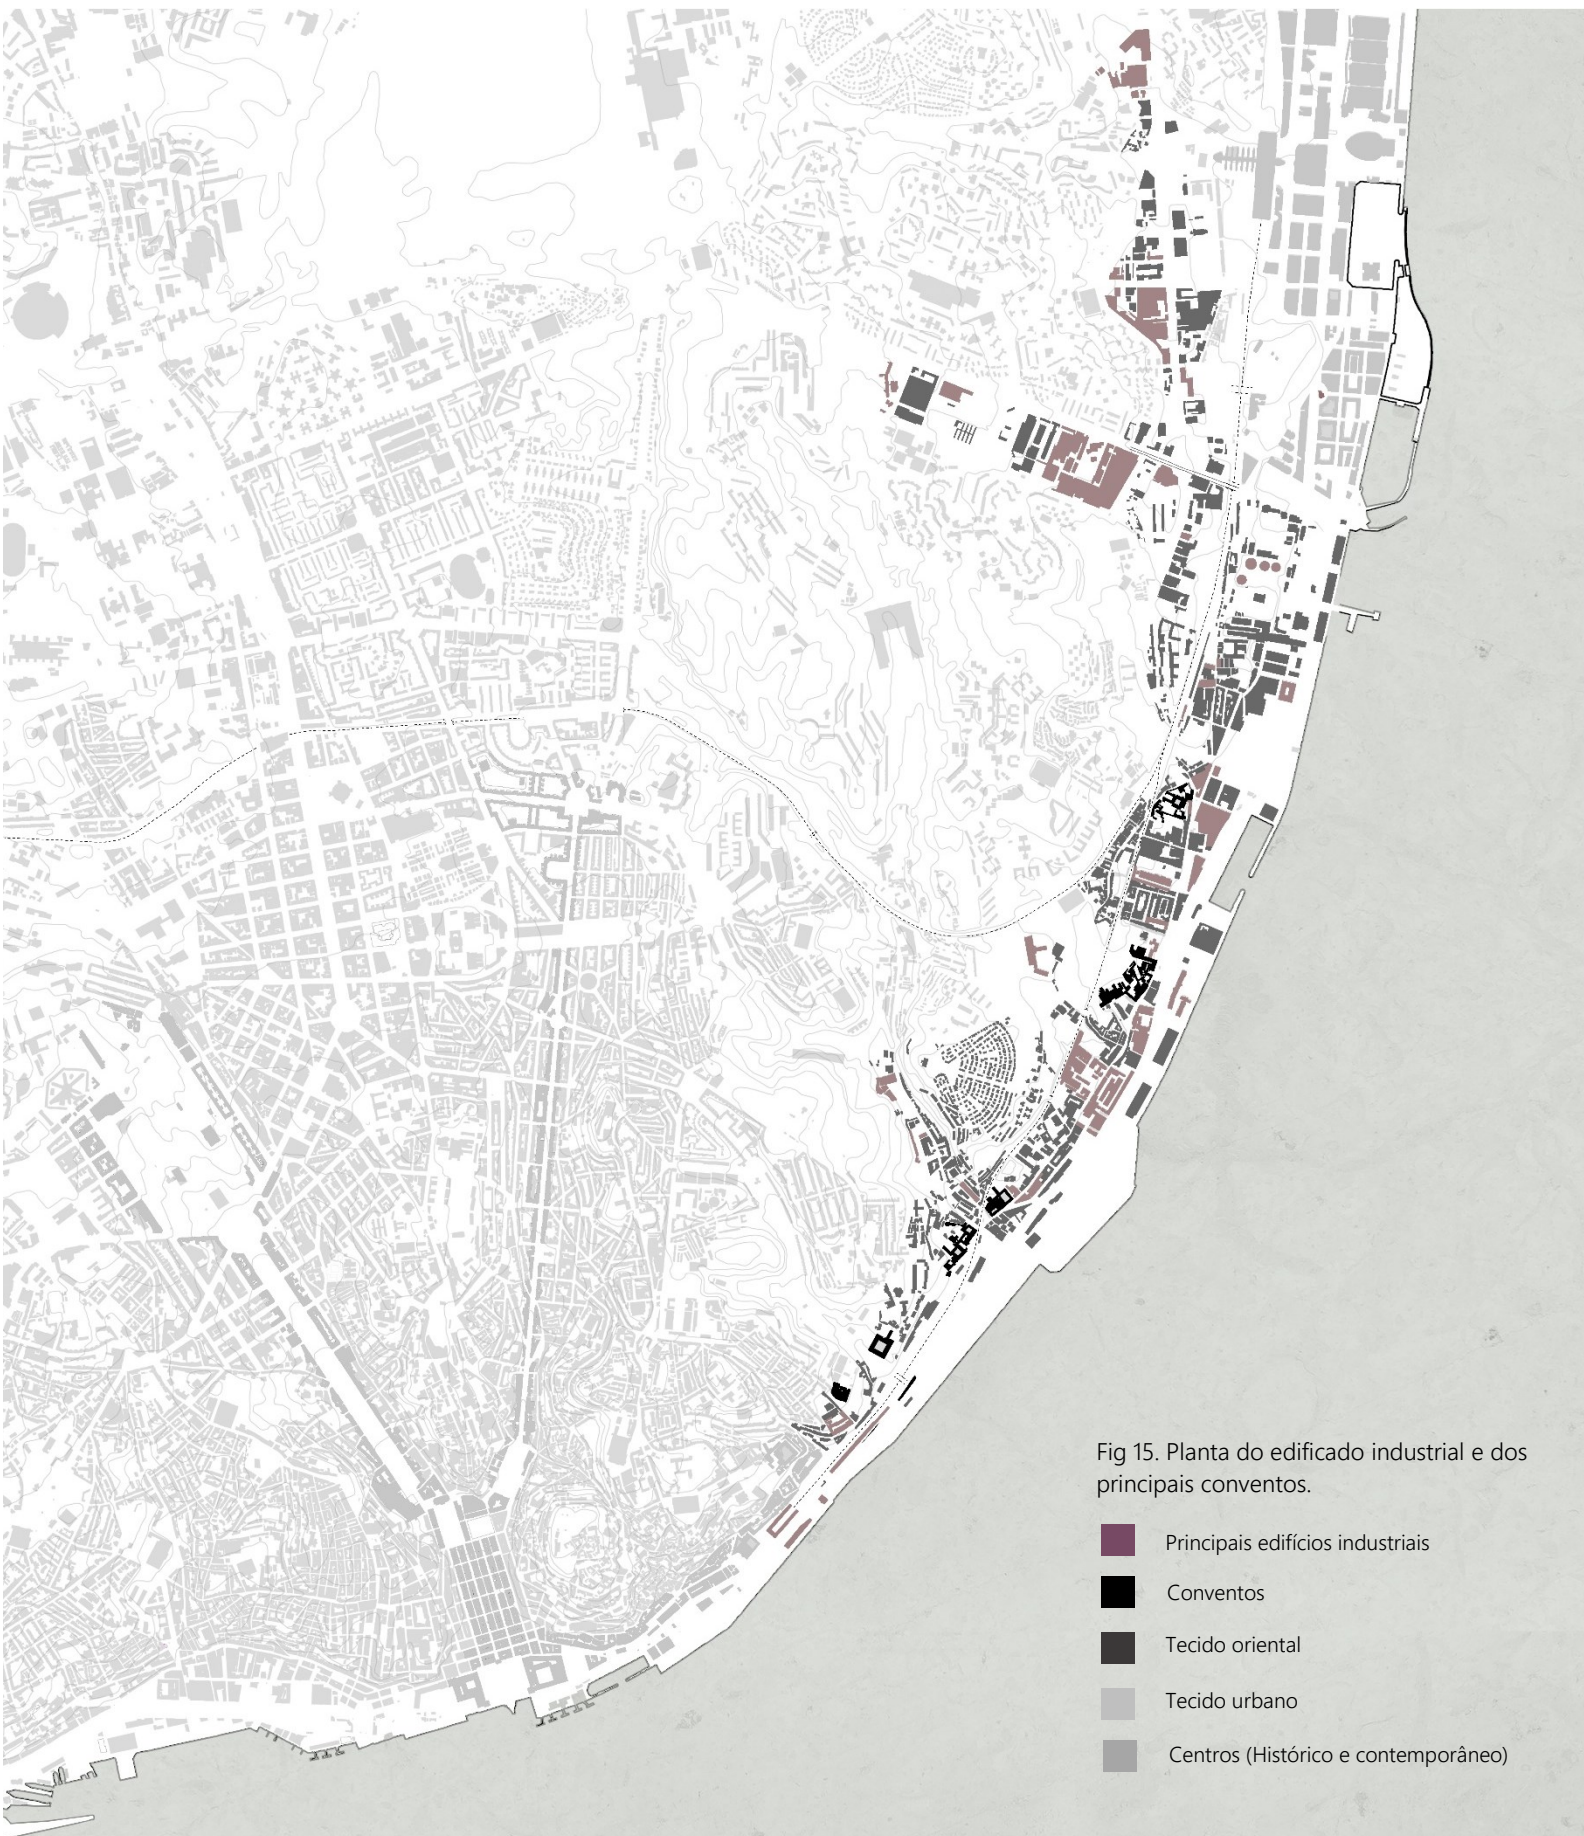 Fig 15. Planta do edificado industrial e dos
principais conventos.
Principais edifícios industriais
Conventos
Tecido oriental
Tecido urbano
Centros (Histórico e contemporâneo)